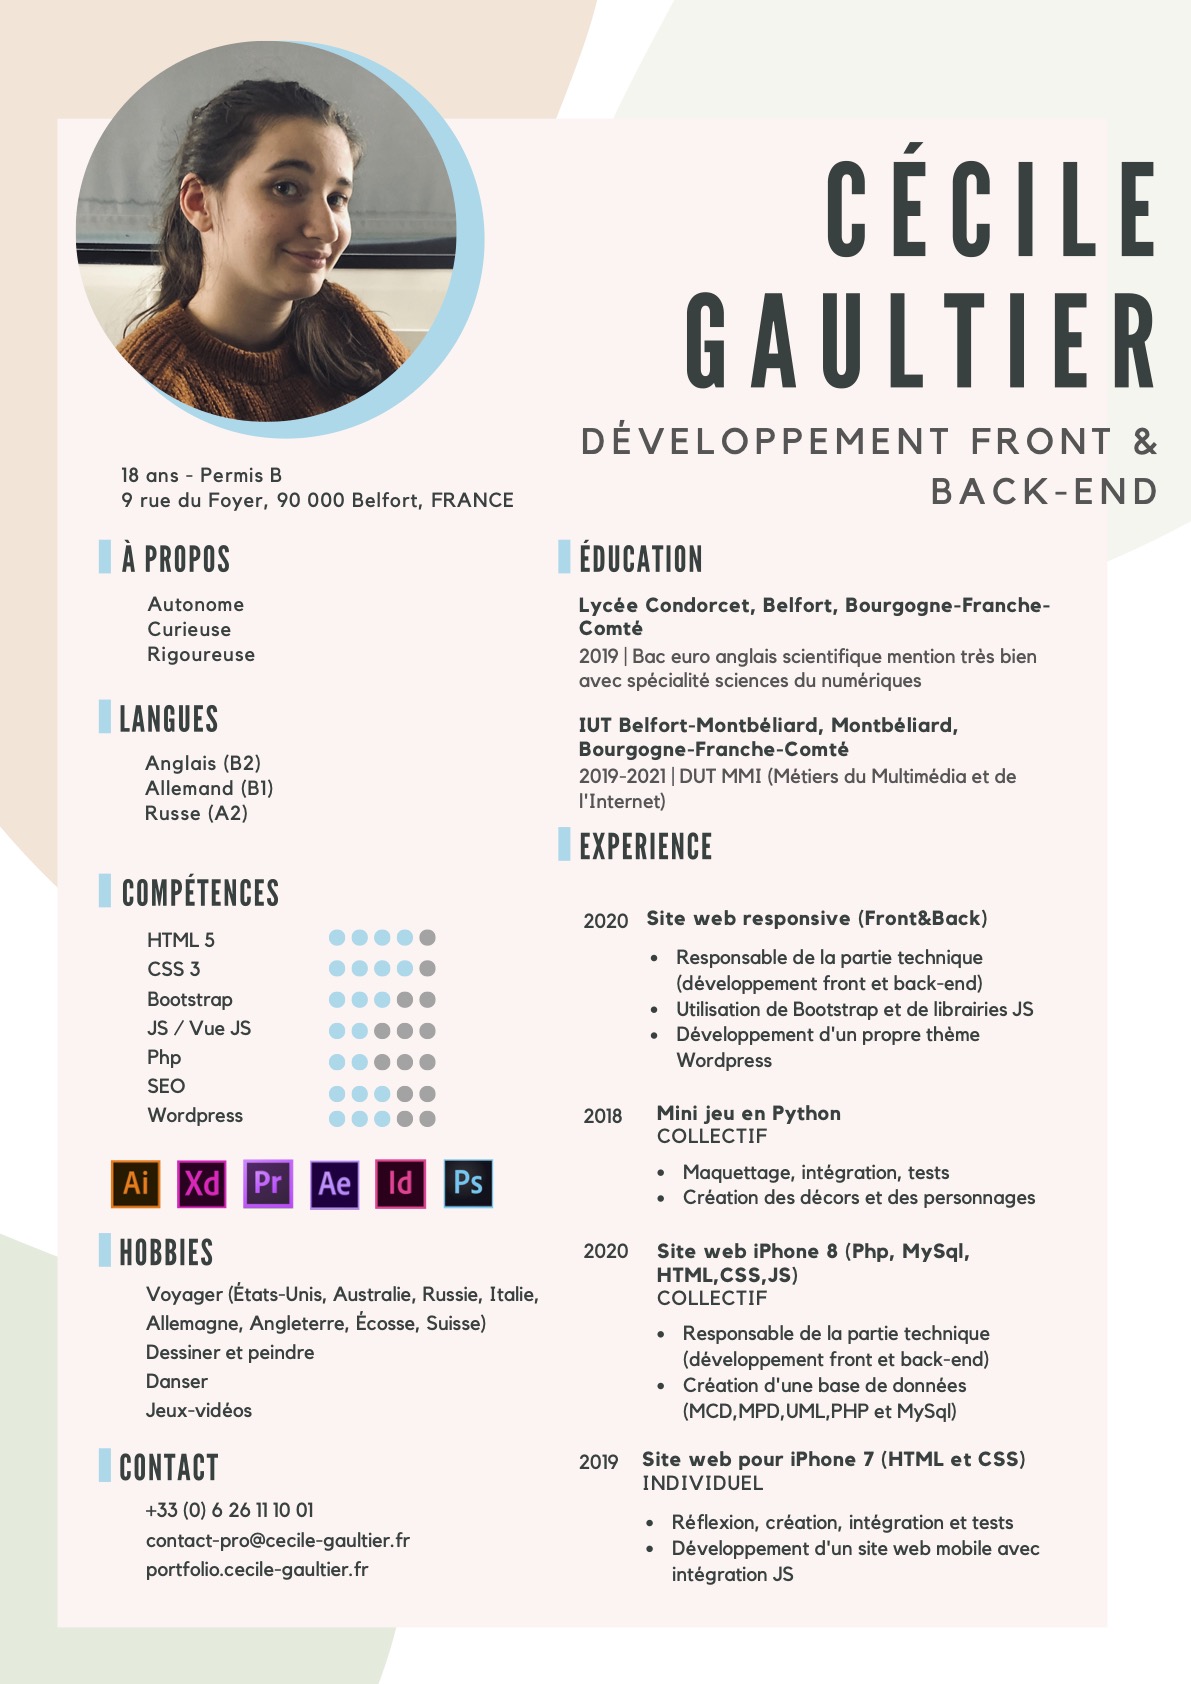 CÉCILE
GAULTIER
DÉVELOPPEMENT FRONT &
BACK-END
18 ans - Permis B
9 rue du Foyer, 90 000 Belfort, FRANCE
À PROPOS
Autonome
Curieuse
Rigoureuse
LANGUES
Anglais (B2)
Allemand (B1)
Russe (A2)
COMPÉTENCES
HTML 5
CSS 3
Bootstrap
JS / Vue JS
Php
SEO
Wordpress
Ai Xd Pr Ae Id Ps
HOBBIES
Voyager (États-Unis, Australie, Russie, Italie,
Allemagne, Angleterre, Écosse, Suisse)
Dessiner et peindre
Danser
Jeux-vidéos
CONTACT
+33 (0) 6 26 11 10 01
contact-pro@cecile-gaultier.fr
portfolio.cecile-gaultier.fr
ÉDUCATION
Lycée Condorcet, Belfort, Bourgogne-Franche-
Comté
2019 | Bac euro anglais scientifique mention très bien
avec spécialité sciences du numériques
IUT Belfort-Montbéliard, Montbéliard,
Bourgogne-Franche-Comté
2019-2021 | DUT MMI (Métiers du Multimédia et de
l'Internet)
EXPERIENCE
2020 Site web responsive (Front&Back)
• Responsable de la partie technique
(développement front et back-end)
• Utilisation de Bootstrap et de librairies JS
• Développement d'un propre thème
Wordpress
2018 Mini jeu en Python
COLLECTIF
• Maquettage, intégration, tests
• Création des décors et des personnages
2020 Site web iPhone 8 (Php, MySql,
HTML,CSS,JS)
COLLECTIF
• Responsable de la partie technique
(développement front et back-end)
• Création d'une base de données
(MCD,MPD,UML,PHP et MySql)
2019 Site web pour iPhone 7 (HTML et CSS)
INDIVIDUEL
• Réflexion, création, intégration et tests
• Développement d'un site web mobile avec
intégration JS